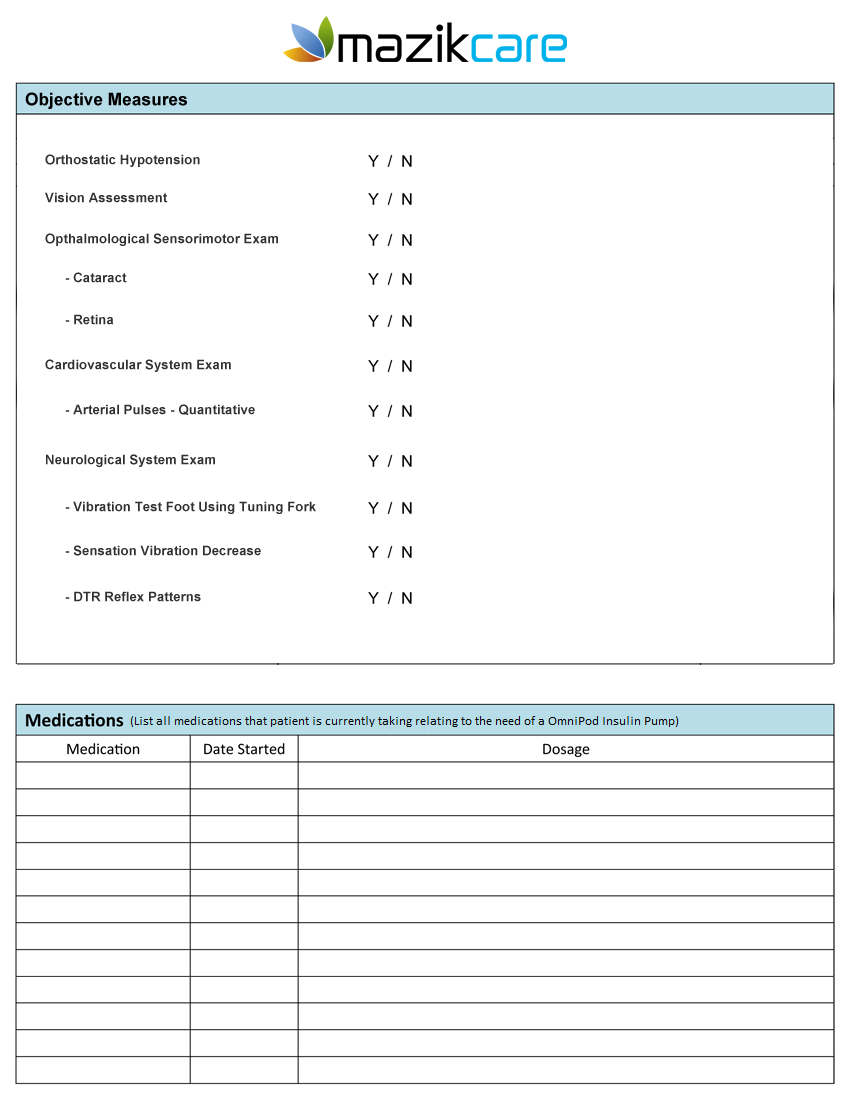 mazikcare
Objective Measures
Orthostatic Hypotension Y / N
Vision Assessment Y / N
Opthalmological Sensorimotor Exam Y / N
- Cataract Y / N
- Retina Y / N
Cardiovascular System Exam Y / N
- Arterial Pulses - Quantitative Y / N
Neurological System Exam Y / N
- Vibration Test Foot Using Tuning Fork Y / N
- Sensation Vibration Decrease Y / N
- DTR Reflex Patterns Y / N
Medications (List all medications that patient is currently taking relating to the need of a OmniPod Insulin Pump)
Medication Date Started Dosage